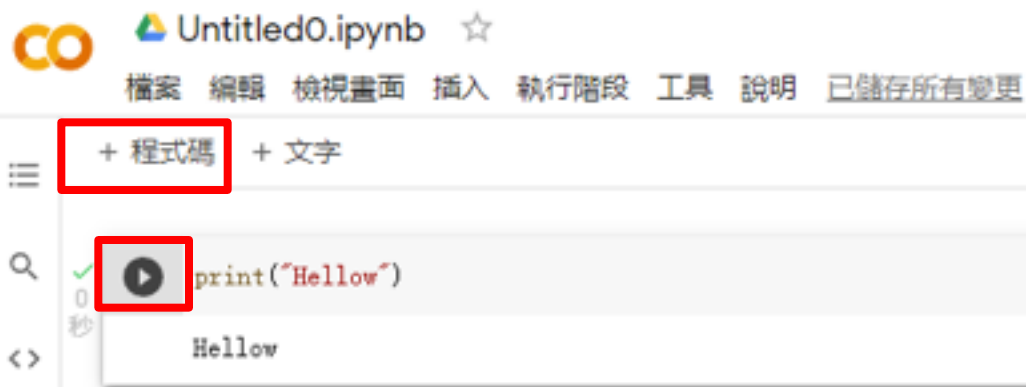 CO Untitled0.ipynb
檔案 編輯 檢視畫面 插入 執行階段 工具 說明 已儲存所有變更
+ 程式碼 + 文字
print("Hellow")
0
秒
Hellow